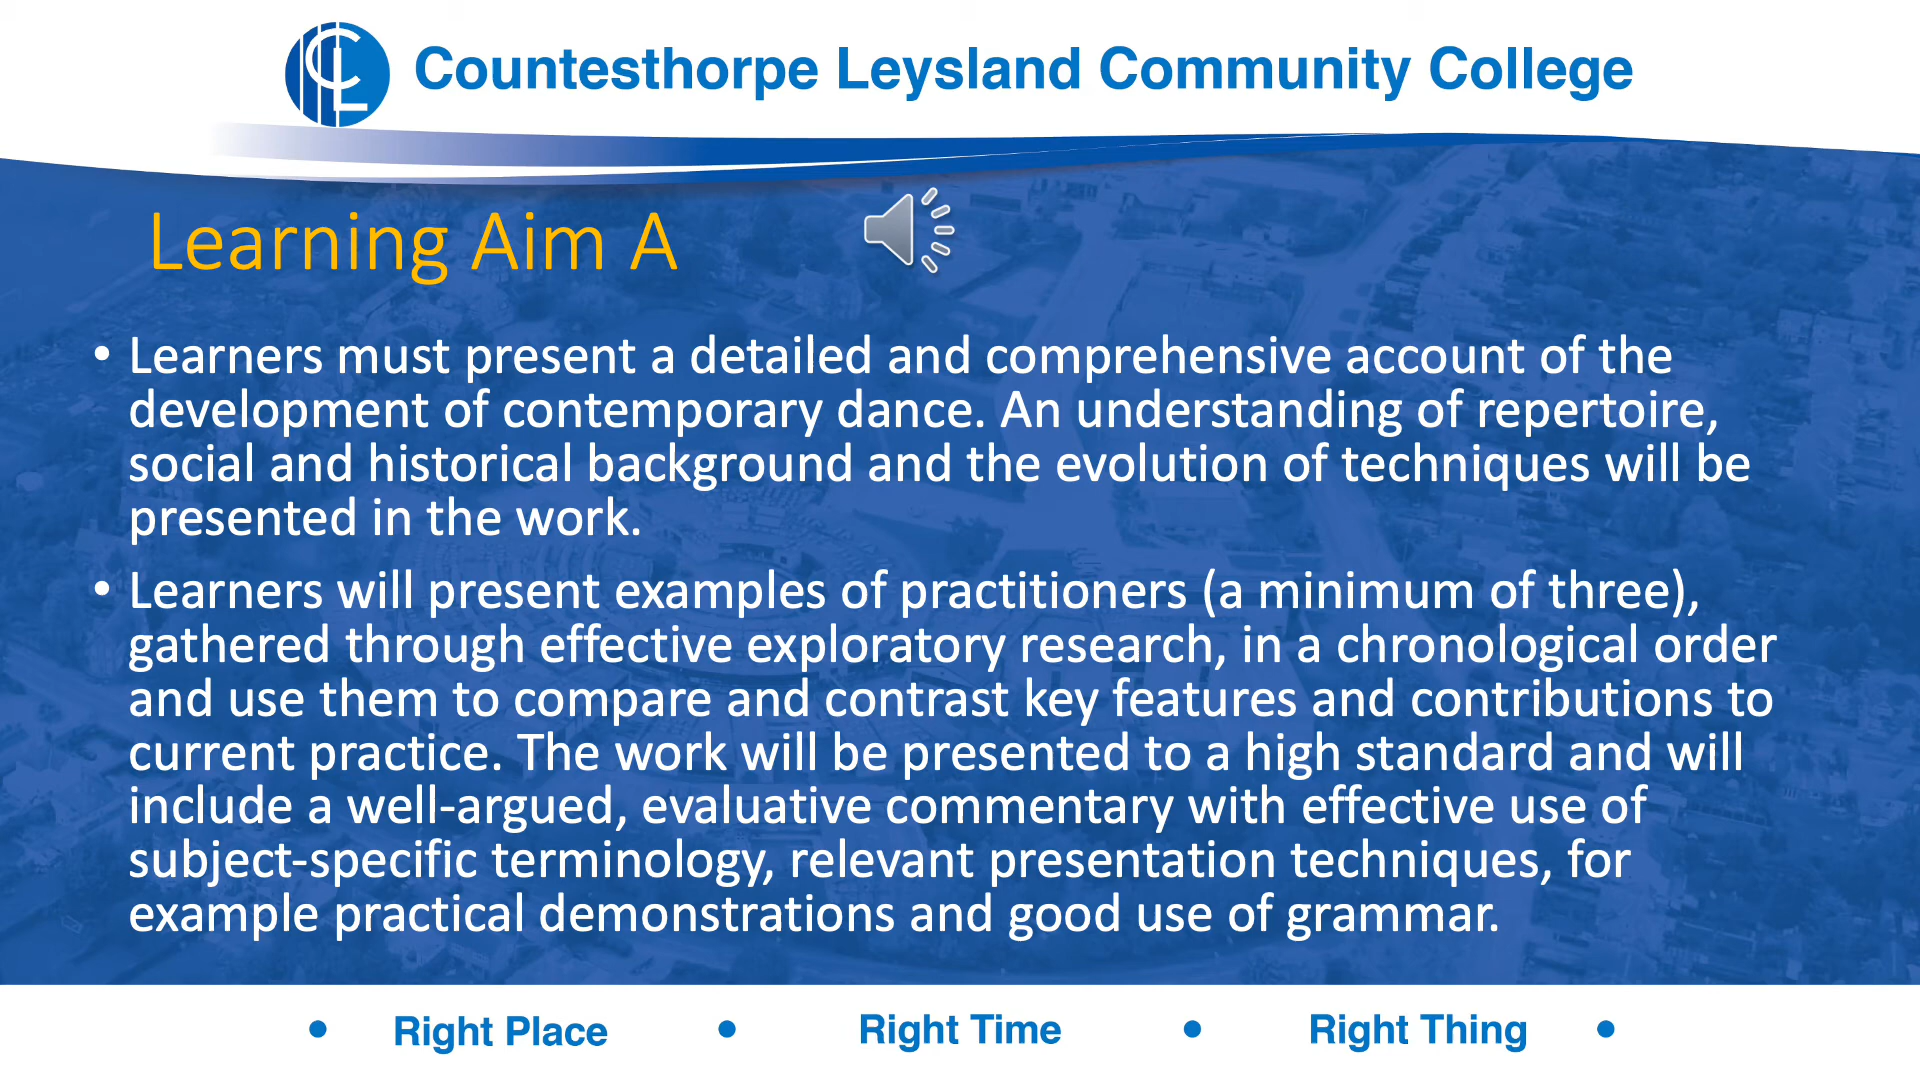 CLC
Countesthorpe Leysland Community College
Learning Aim A
• Learners must present a detailed and comprehensive account of the
development of contemporary dance. An understanding of repertoire,
social and historical background and the evolution of techniques will be
presented in the work.
• Learners will present examples of practitioners (a minimum of three),
gathered through effective exploratory research, in a chronological order
and use them to compare and contrast key features and contributions to
current practice. The work will be presented to a high standard and will
include a well-argued, evaluative commentary with effective use of
subject-specific terminology, relevant presentation techniques, for
example practical demonstrations and good use of grammar.
• Right Place • Right Time • Right Thing •